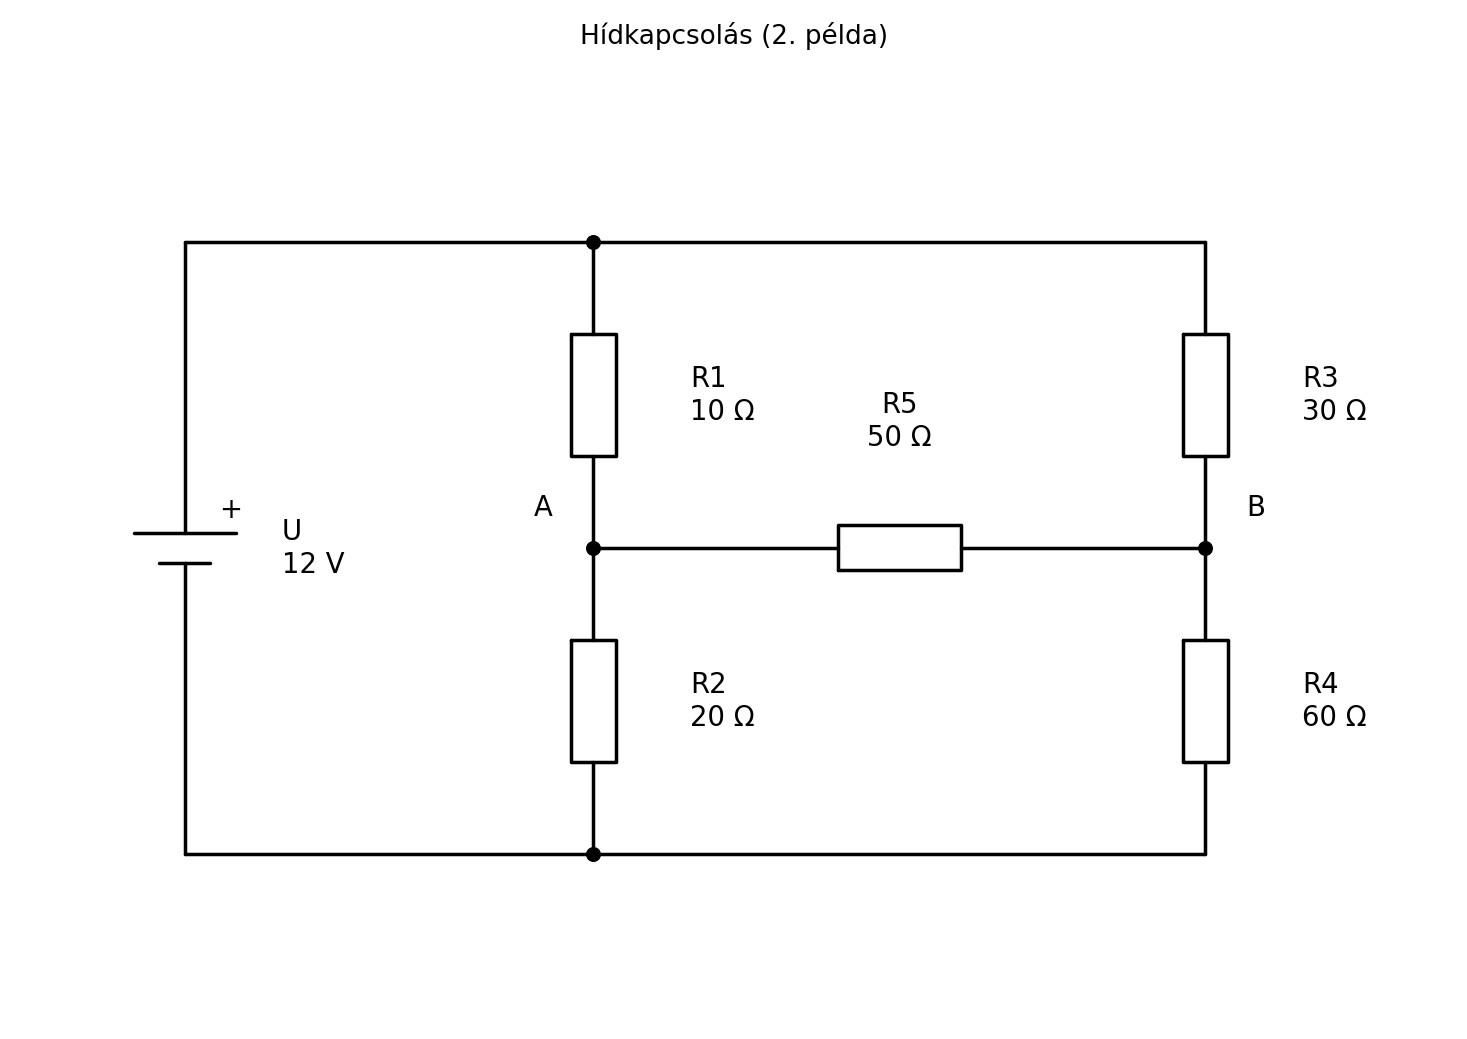 Hídkapcsolás (2. példa)
R1
10 Ω
R5
50 Ω
R3
30 Ω
A
B
+
U
12 V
R2
20 Ω
R4
60 Ω